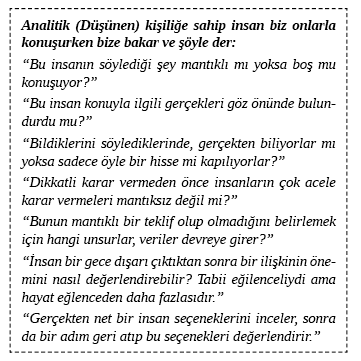 Analitik (Düşünen) kişiliğe sahip insan biz onlarla
konuşurken bize bakar ve şöyle der:
“Bu insanın söylediği şey mantıklı mı yoksa boş mu
konuşuyor?”
“Bu insan konuyla ilgili gerçekleri göz önünde bulun-
durdu mu?”
“Bildiklerini söylediklerinde, gerçekten biliyorlar mı
yoksa sadece öyle bir hisse mi kapılıyorlar?”
“Dikkatli karar vermeden önce insanların çok acele
karar vermeleri mantıksız değil mi?”
“Bunun mantıklı bir teklif olup olmadığını belirlemek
için hangi unsurlar, veriler devreye girer?”
“İnsan bir gece dışarı çıktıktan sonra bir ilişkinin öne-
mini nasıl değerlendirebilir? Tabii eğilenceliydi ama
hayat eğlenceden daha fazlasıdır.”
“Gerçekten net bir insan seçeneklerini inceler, sonra
da bir adım geri atıp bu seçenekleri değerlendirir.”